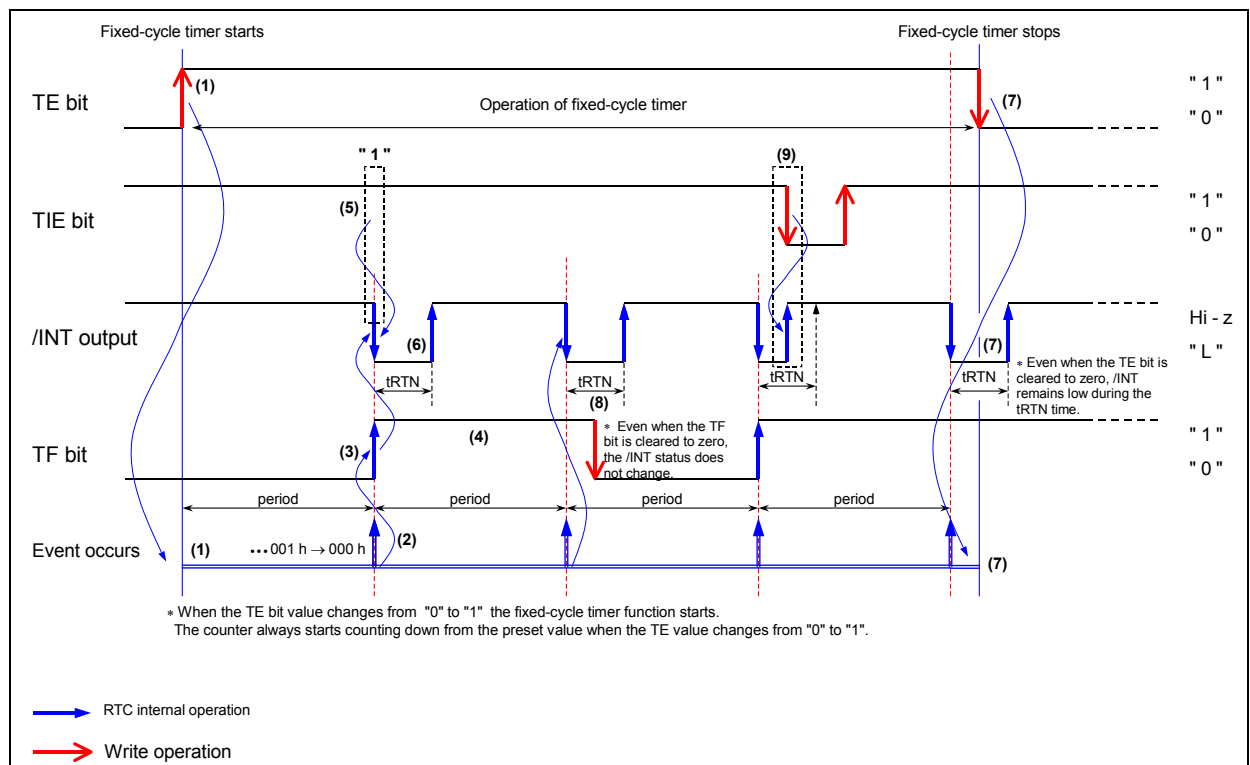 Fixed-cycle timer starts
Fixed-cycle timer stops
(1)
(7)
TE bit
Operation of fixed-cycle timer
" 1 "
" 0 "
" 1 "
(9)
TIE bit
(5)
" 1 "
" 0 "
/INT output
(6)
(7)
Hi - z
" L "
tRTN
tRTN
tRTN
tRTN
∗ Even when the TE bit is
cleared to zero, /INT
remains low during the
tRTN time.
(8)
∗ Even when the TF
bit is cleared to zero,
the /INT status does
not change.
TF bit
(3)
(4)
" 1 "
" 0 "
period
period
period
period
Event occurs
(1)
•••001 h → 000 h
(2)
(7)
∗ When the TE bit value changes from "0" to "1" the fixed-cycle timer function starts.
The counter always starts counting down from the preset value when the TE value changes from "0" to "1".
RTC internal operation
Write operation